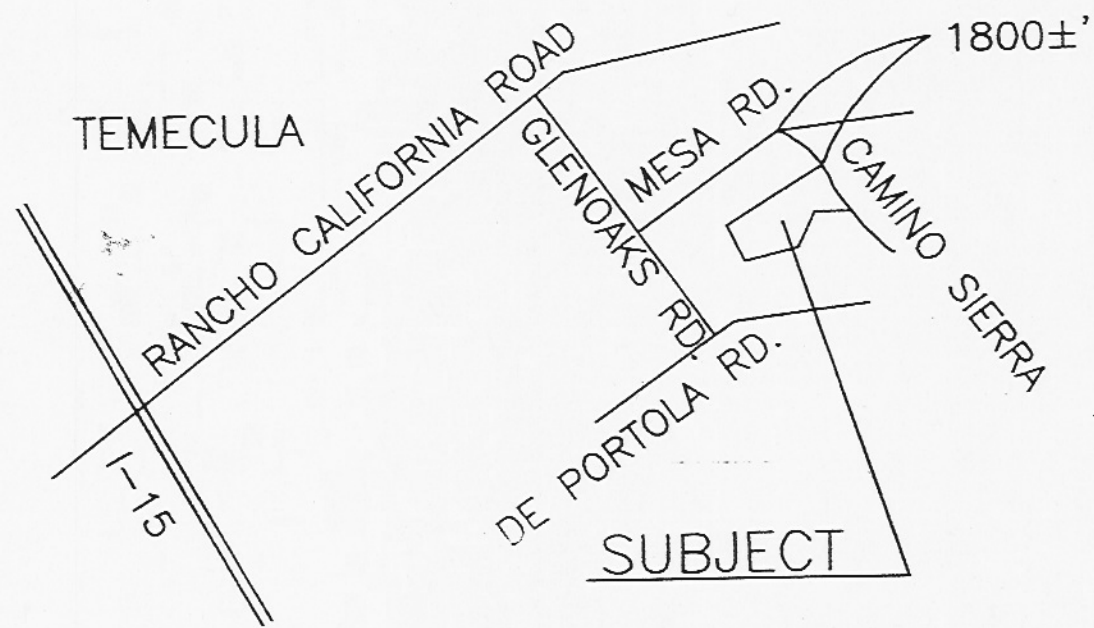 1800±'
TEMECULA
RANCHO CALIFORNIA ROAD
GLENOAKS RD.
MESA RD.
CAMINO SIERRA
I-15
DE PORTOLA RD.
SUBJECT